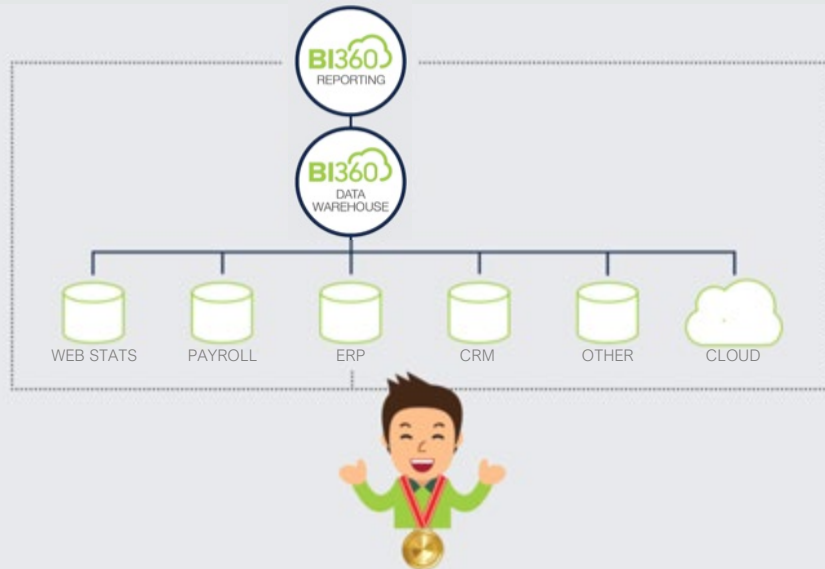 BI360
REPORTING
BI360
DATA
WAREHOUSE
WEB STATS
PAYROLL
ERP
CRM
OTHER
CLOUD